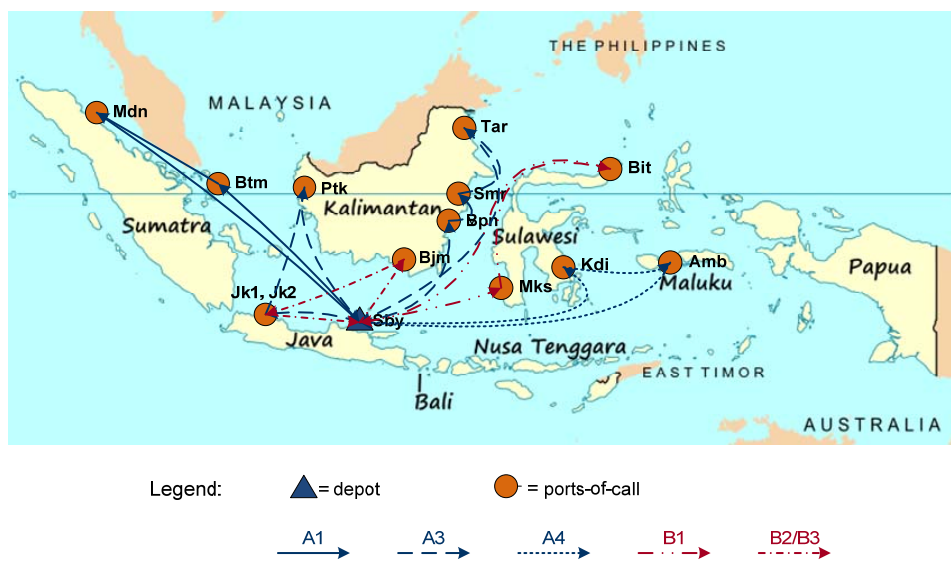 THE PHILIPPINES
MALAYSIA
Mdn
Tar
Btm
Ptk
Smr
Bit
Kalimantan
Bpn
Sumatra
Sulawesi
Bjm
Kdi
Amb
Papua
Maluku
Mks
Jk1, Jk2
Sby
Java
Nusa Tenggara
EAST TIMOR
Bali
AUSTRALIA
0
Legend:
= depot
= ports-of-call
A1
A3
A4
B1
B2/B3